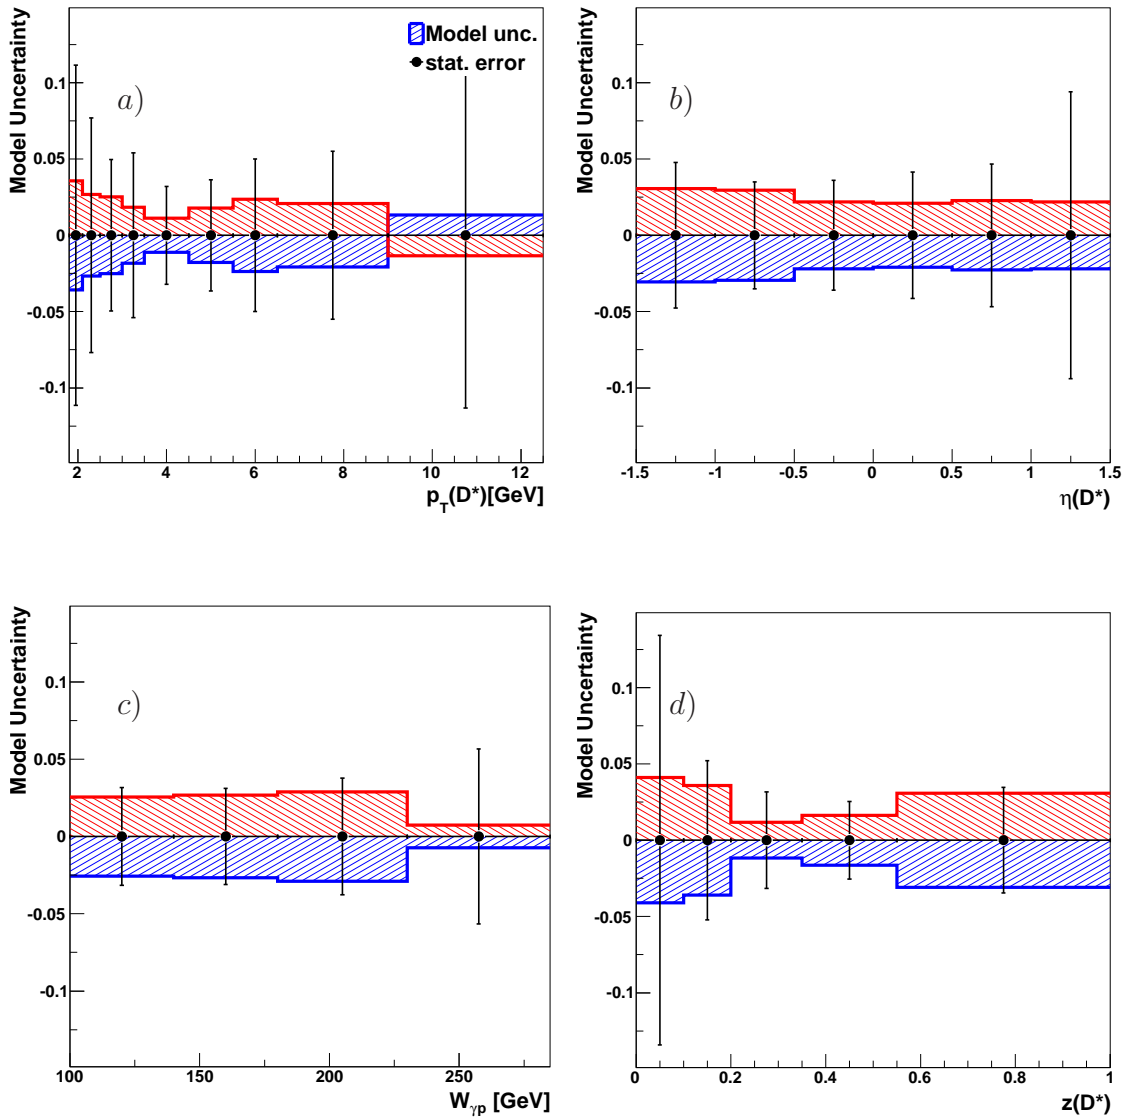 Model Uncertainty
0.1
0.05
0
-0.05
-0.1
a)
Model unc.
stat. error
2 4 6 8 10 12
p_T(D*)[GeV]
Model Uncertainty
0.1
0.05
0
-0.05
-0.1
b)
-1.5 -1 -0.5 0 0.5 1 1.5
η(D*)
Model Uncertainty
0.1
0.05
0
-0.05
-0.1
c)
100 150 200 250
W_γp [GeV]
Model Uncertainty
0.1
0.05
0
-0.05
-0.1
d)
0 0.2 0.4 0.6 0.8 1
z(D*)